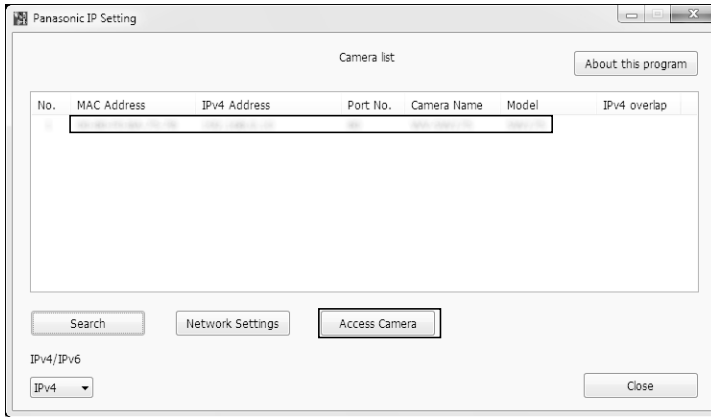 Panasonic IP Setting
Camera list
About this program
No. MAC Address IPv4 Address Port No. Camera Name Model IPv4 overlap
Search Network Settings Access Camera
IPv4/IPv6
IPv4
Close